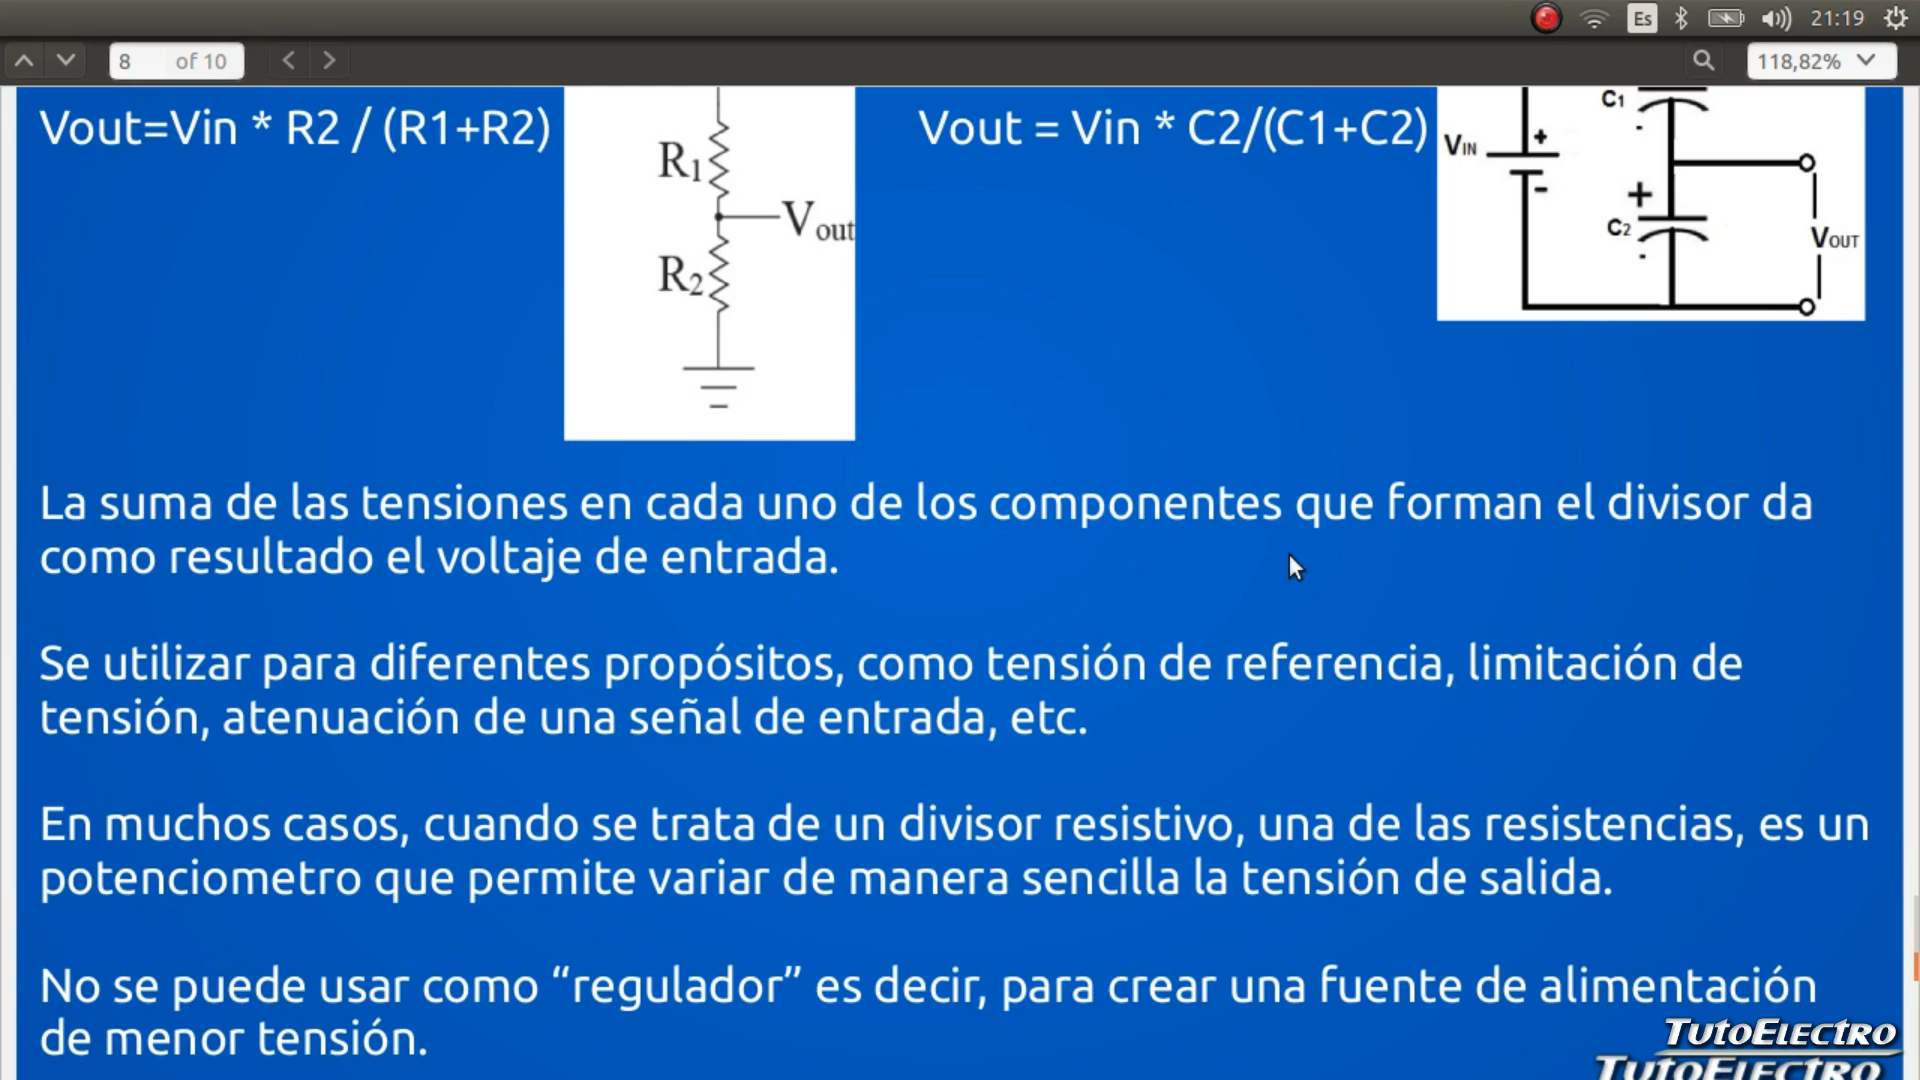 Es
21:19
8 of 10
118,82%
Vout=Vin * R2 / (R1+R2)
R1
Vout
R2
Vout = Vin * C2/(C1+C2)
C1
-
VIN
+
-
+
C2
-
VOUT
La suma de las tensiones en cada uno de los componentes que forman el divisor da
como resultado el voltaje de entrada.
Se utilizar para diferentes propósitos, como tensión de referencia, limitación de
tensión, atenuación de una señal de entrada, etc.
En muchos casos, cuando se trata de un divisor resistivo, una de las resistencias, es un
potenciometro que permite variar de manera sencilla la tensión de salida.
No se puede usar como “regulador” es decir, para crear una fuente de alimentación
de menor tensión.
TutoElectro
TutoElectro